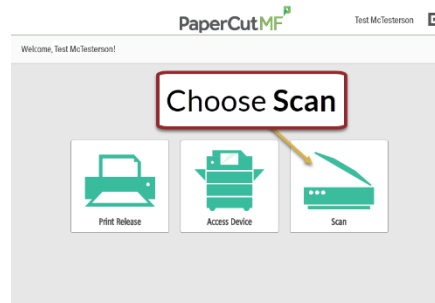 PaperCut MF
Test McTesterson
Welcome, Test McTesterson!
Choose Scan
Print Release
Access Device
Scan